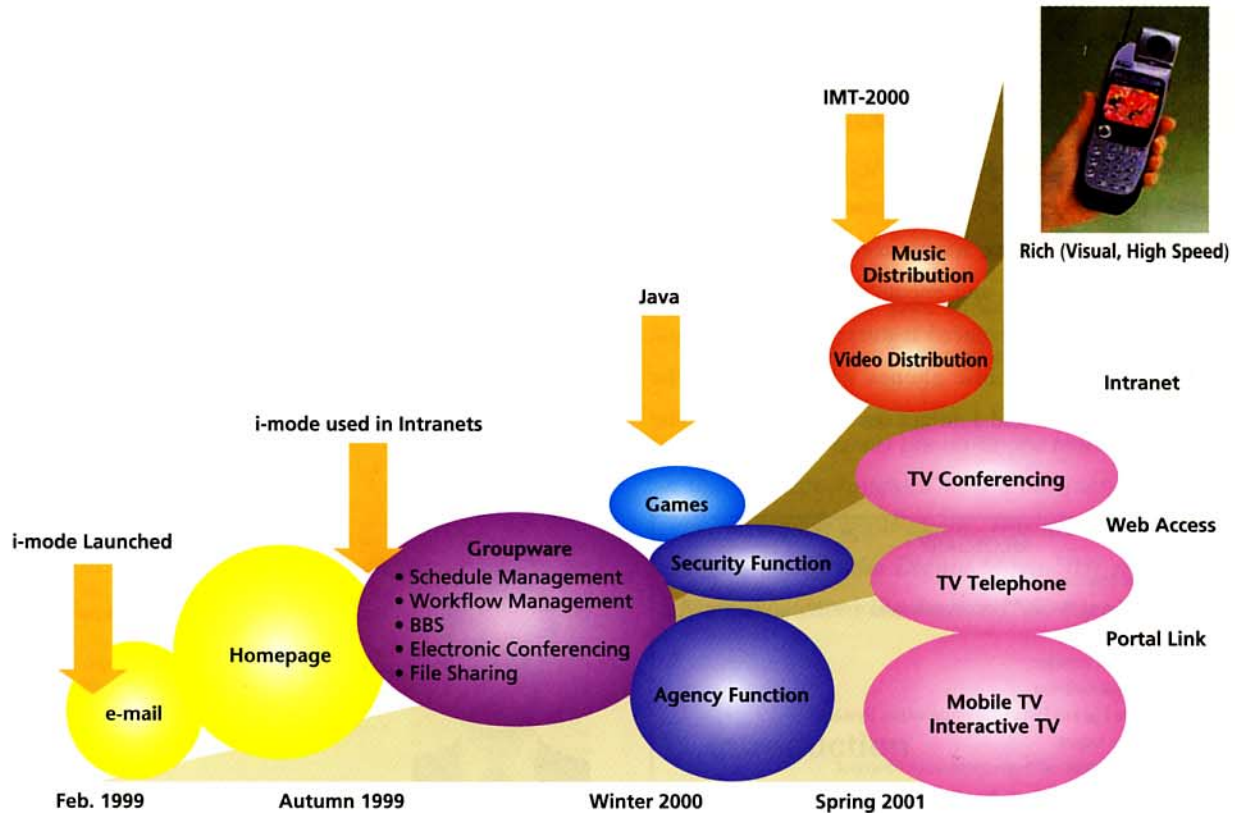 IMT-2000
Rich (Visual, High Speed)
Music
Distribution
Java
Video Distribution
Intranet
i-mode used in Intranets
TV Conferencing
Games
Web Access
i-mode Launched
Groupware
• Schedule Management
• Workflow Management
• BBS
• Electronic Conferencing
• File Sharing
Security Function
TV Telephone
Portal Link
Homepage
Agency Function
Mobile TV
Interactive TV
e-mail
Feb. 1999
Autumn 1999
Winter 2000
Spring 2001